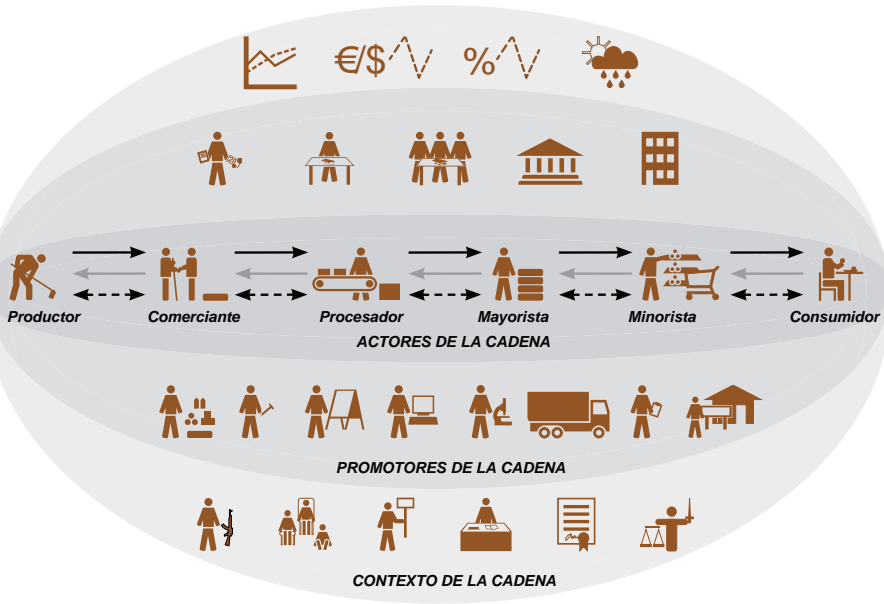 €/$
%
Productor
Comerciante
Procesador
Mayorista
Minorista
Consumidor
ACTORES DE LA CADENA
PROMOTORES DE LA CADENA
CONTEXTO DE LA CADENA